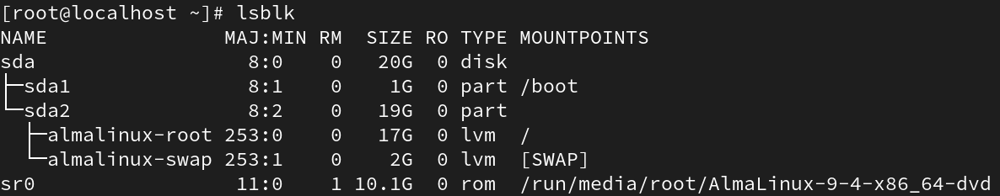 [root@localhost ~]# lsblk
NAME               MAJ:MIN RM  SIZE RO TYPE MOUNTPOINTS
sda                  8:0    0   20G  0 disk
├─sda1               8:1    0    1G  0 part /boot
└─sda2               8:2    0   19G  0 part
  ├─almalinux-root 253:0    0   17G  0 lvm  /
  └─almalinux-swap 253:1    0    2G  0 lvm  [SWAP]
sr0                 11:0    1 10.1G  0 rom  /run/media/root/AlmaLinux-9-4-x86_64-dvd